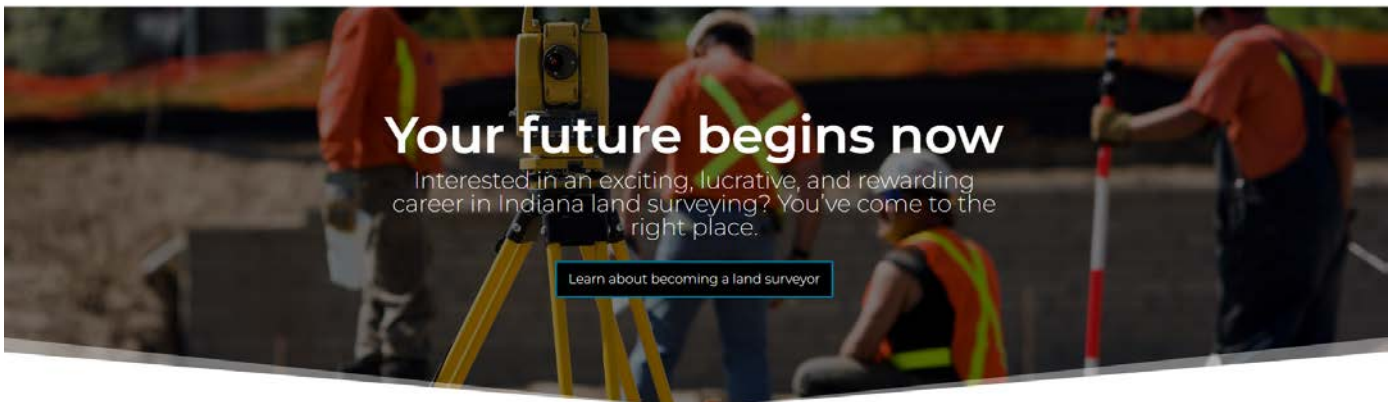 Your future begins now
Interested in an exciting, lucrative, and rewarding
career in Indiana land surveying? You've come to the
right place.
Learn about becoming a land surveyor